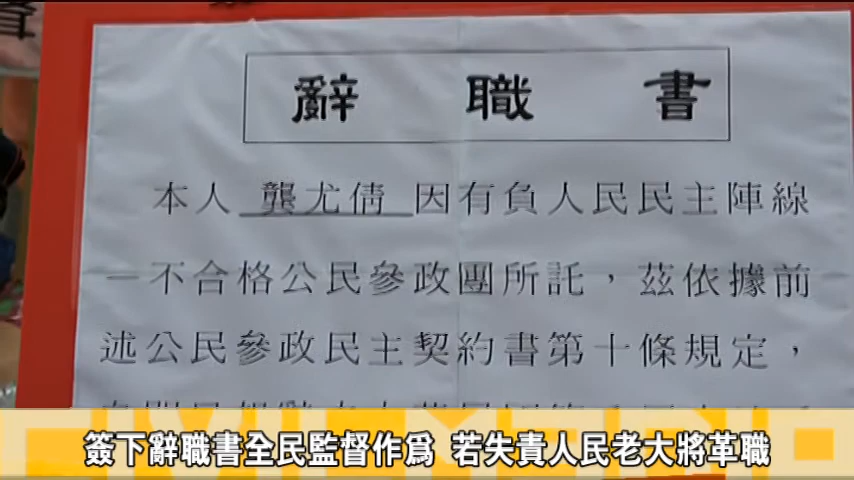 辭職書
本人 龔尤倩 因有負人民民主陣線
一不合格公民參政團所託，茲依據前
述公民參政民主契約書第十條規定，
簽下辭職書全民監督作為 若失責人民老大將革職